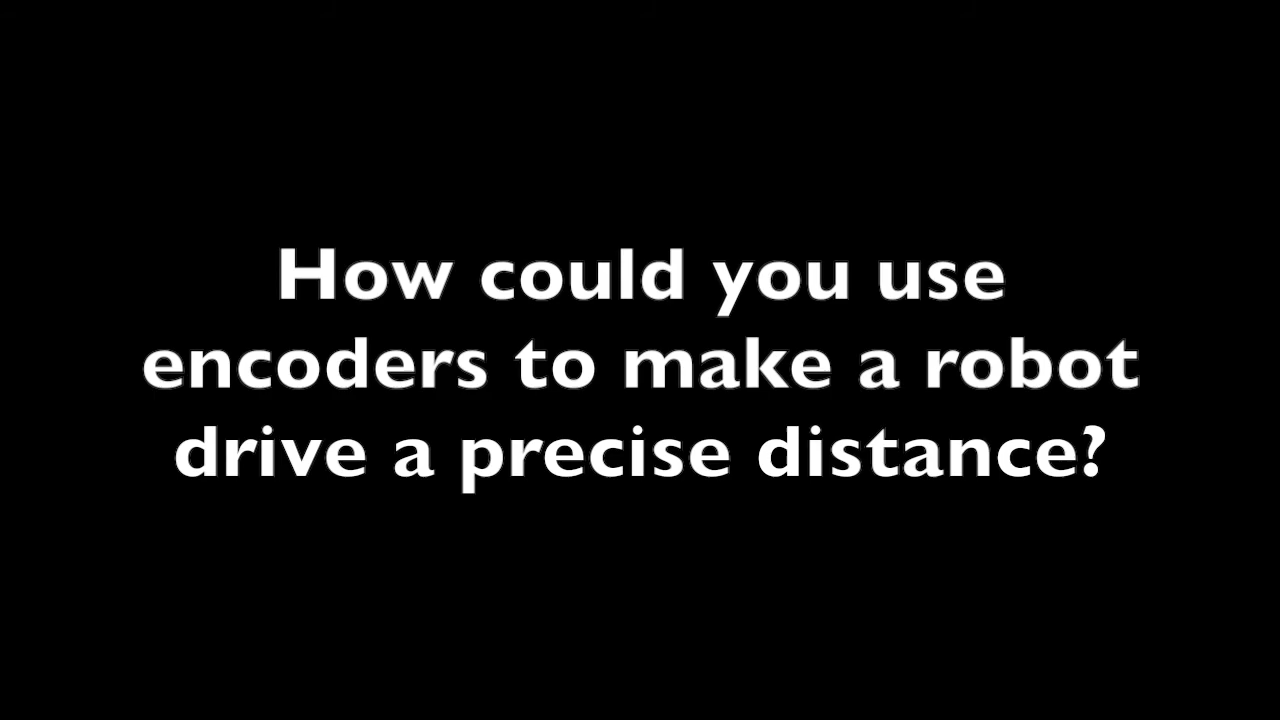 How could you use
encoders to make a robot
drive a precise distance?